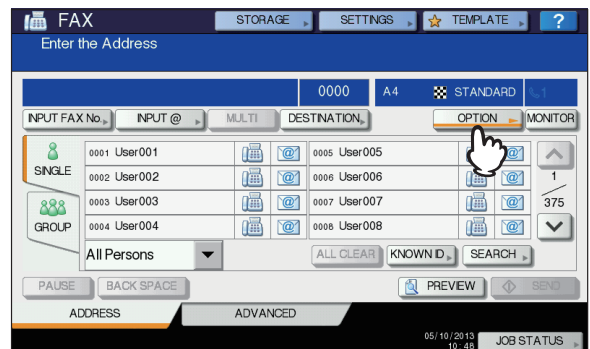 FAX STORAGE SETTINGS TEMPLATE ?
Enter the Address
0000 A4 STANDARD 1
INPUT FAX No. INPUT @ MULTI DESTINATION OPTION MONITOR
SINGLE
GROUP
0001 User001 @ 0005 User005 @
0002 User002 @ 0006 User006 @
0003 User003 @ 0007 User007 @
0004 User004 @ 0008 User008 @
1
375
All Persons ALL CLEAR KNOWN ID SEARCH
PAUSE BACK SPACE PREVIEW SEND
ADDRESS ADVANCED
05/10/2013
10:48 JOB STATUS